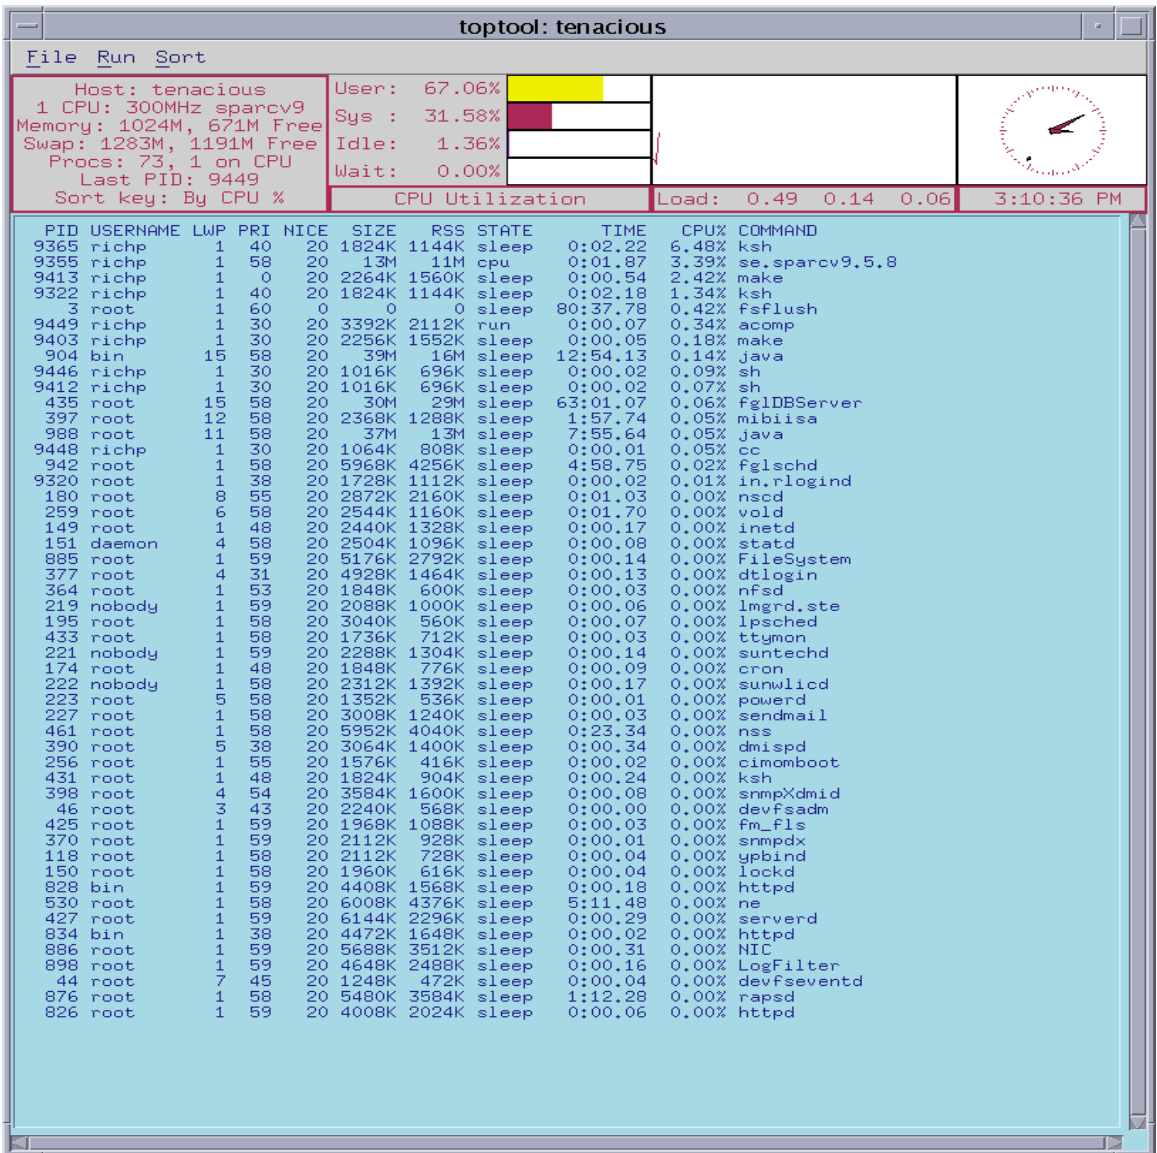 toptool: tenacious
File Run Sort
Host: tenacious
1 CPU: 300MHz sparcv9
Memory: 1024M, 671M Free
Swap: 1283M, 1191M Free
Procs: 73, 1 on CPU
Last PID: 9449
Sort key: By CPU %
User: 67.06%
Sys : 31.58%
Idle: 1.36%
Wait: 0.00%
CPU Utilization
Load: 0.49 0.14 0.06
3:10:36 PM
PID USERNAME LWP PRI NICE SIZE RSS STATE TIME CPU% COMMAND
9365 richp 1 40 20 1824K 1144K sleep 0:02.22 6.48% ksh
9355 richp 1 58 20 13M 11M cpu 0:01.87 3.39% se.sparcv9.5.8
9413 richp 1 0 20 2264K 1560K sleep 0:00.54 2.42% make
9322 richp 1 40 20 1824K 1144K sleep 0:02.18 1.34% ksh
3 root 1 60 0 0 0 sleep 80:37.78 0.42% fsflush
9449 richp 1 30 20 3392K 2112K run 0:00.07 0.34% acomp
9403 richp 1 30 20 2256K 1552K sleep 0:00.05 0.18% make
904 bin 15 58 20 39M 16M sleep 12:54.13 0.14% java
9446 richp 1 30 20 1016K 696K sleep 0:00.02 0.09% sh
9412 richp 1 30 20 1016K 696K sleep 0:00.02 0.07% sh
435 root 15 58 20 30M 29M sleep 63:01.07 0.06% fglDBServer
397 root 12 58 20 2368K 1288K sleep 1:57.74 0.05% mibiisa
988 root 11 58 20 37M 13M sleep 7:55.64 0.05% java
9448 richp 1 30 20 1064K 808K sleep 0:00.01 0.05% cc
942 root 1 58 20 5968K 4256K sleep 4:58.75 0.02% fglschd
9320 root 1 38 20 1728K 1112K sleep 0:00.02 0.01% in.rlogind
180 root 8 55 20 2872K 2160K sleep 0:01.03 0.00% nscd
259 root 6 58 20 2544K 1160K sleep 0:01.70 0.00% vold
149 root 1 48 20 2440K 1328K sleep 0:00.17 0.00% inetd
151 daemon 4 58 20 2504K 1096K sleep 0:00.08 0.00% statd
885 root 1 59 20 5176K 2792K sleep 0:00.14 0.00% FileSystem
377 root 4 31 20 4928K 1464K sleep 0:00.13 0.00% dtlogin
364 root 1 53 20 1848K 600K sleep 0:00.03 0.00% nfsd
219 nobody 1 59 20 2088K 1000K sleep 0:00.06 0.00% lmgrd.ste
195 root 1 58 20 3040K 560K sleep 0:00.07 0.00% lpsched
433 root 1 58 20 1736K 712K sleep 0:00.03 0.00% ttymon
221 nobody 1 59 20 2288K 1304K sleep 0:00.14 0.00% suntechd
174 root 1 48 20 1848K 776K sleep 0:00.09 0.00% cron
222 nobody 1 58 20 2312K 1392K sleep 0:00.17 0.00% sunwlicd
223 root 5 58 20 1352K 536K sleep 0:00.01 0.00% powerd
227 root 1 58 20 3008K 1240K sleep 0:00.03 0.00% sendmail
461 root 1 58 20 5952K 4040K sleep 0:23.34 0.00% nss
390 root 5 38 20 3064K 1400K sleep 0:00.34 0.00% dmispd
256 root 1 55 20 1576K 416K sleep 0:00.02 0.00% cimomboot
431 root 1 48 20 1824K 904K sleep 0:00.24 0.00% ksh
398 root 4 54 20 3584K 1600K sleep 0:00.08 0.00% snmpXdmid
46 root 3 43 20 2240K 568K sleep 0:00.00 0.00% devfsadm
425 root 1 59 20 1968K 1088K sleep 0:00.03 0.00% fm_fls
370 root 1 59 20 2112K 928K sleep 0:00.01 0.00% snmpdx
118 root 1 58 20 2112K 728K sleep 0:00.04 0.00% ypbind
150 root 1 58 20 1960K 616K sleep 0:00.04 0.00% lockd
828 bin 1 59 20 4408K 1568K sleep 0:00.18 0.00% httpd
530 root 1 58 20 6008K 4376K sleep 5:11.48 0.00% ne
427 root 1 59 20 6144K 2296K sleep 0:00.29 0.00% serverd
834 bin 1 38 20 4472K 1648K sleep 0:00.02 0.00% httpd
886 root 1 59 20 5688K 3512K sleep 0:00.31 0.00% NIC
898 root 1 59 20 4648K 2488K sleep 0:00.16 0.00% LogFilter
44 root 7 45 20 1248K 472K sleep 0:00.04 0.00% devfseventd
876 root 1 58 20 5480K 3584K sleep 1:12.28 0.00% rapsd
826 root 1 59 20 4008K 2024K sleep 0:00.06 0.00% httpd